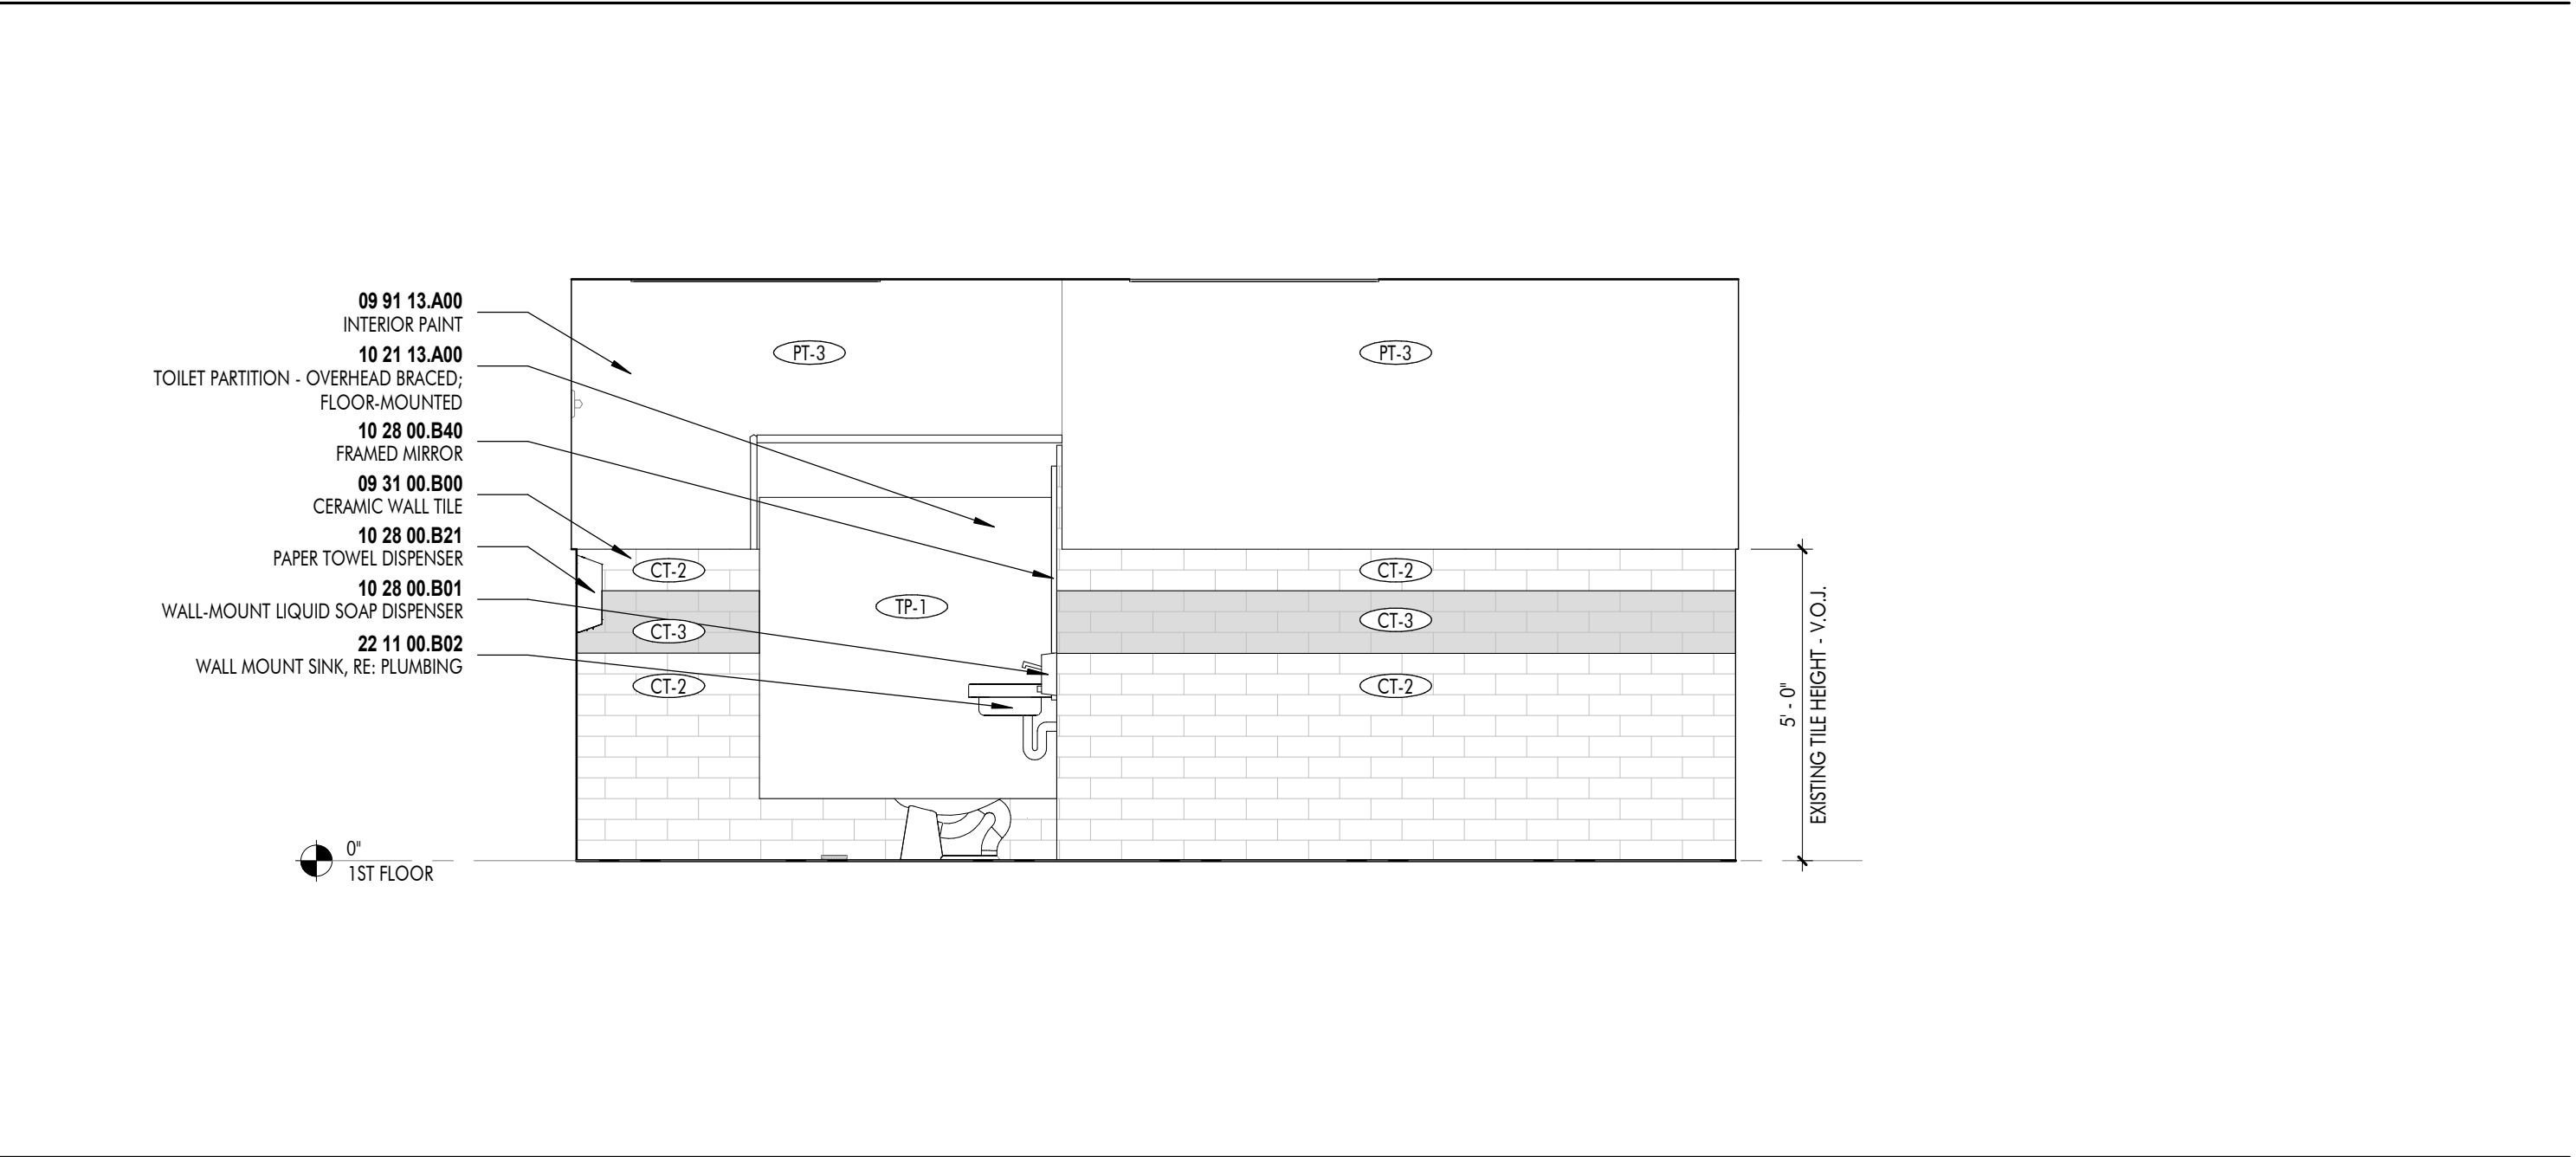 09 91 13.A00
INTERIOR PAINT
10 21 13.A00
TOILET PARTITION - OVERHEAD BRACED;
FLOOR-MOUNTED
10 28 00.B40
FRAMED MIRROR
09 31 00.B00
CERAMIC WALL TILE
10 28 00.B21
PAPER TOWEL DISPENSER
10 28 00.B01
WALL-MOUNT LIQUID SOAP DISPENSER
22 11 00.B02
WALL MOUNT SINK, RE: PLUMBING
0"
1ST FLOOR
PT-3
CT-2
CT-3
CT-2
TP-1
PT-3
CT-2
CT-3
CT-2
5' - 0"
EXISTING TILE HEIGHT - V.O.J.